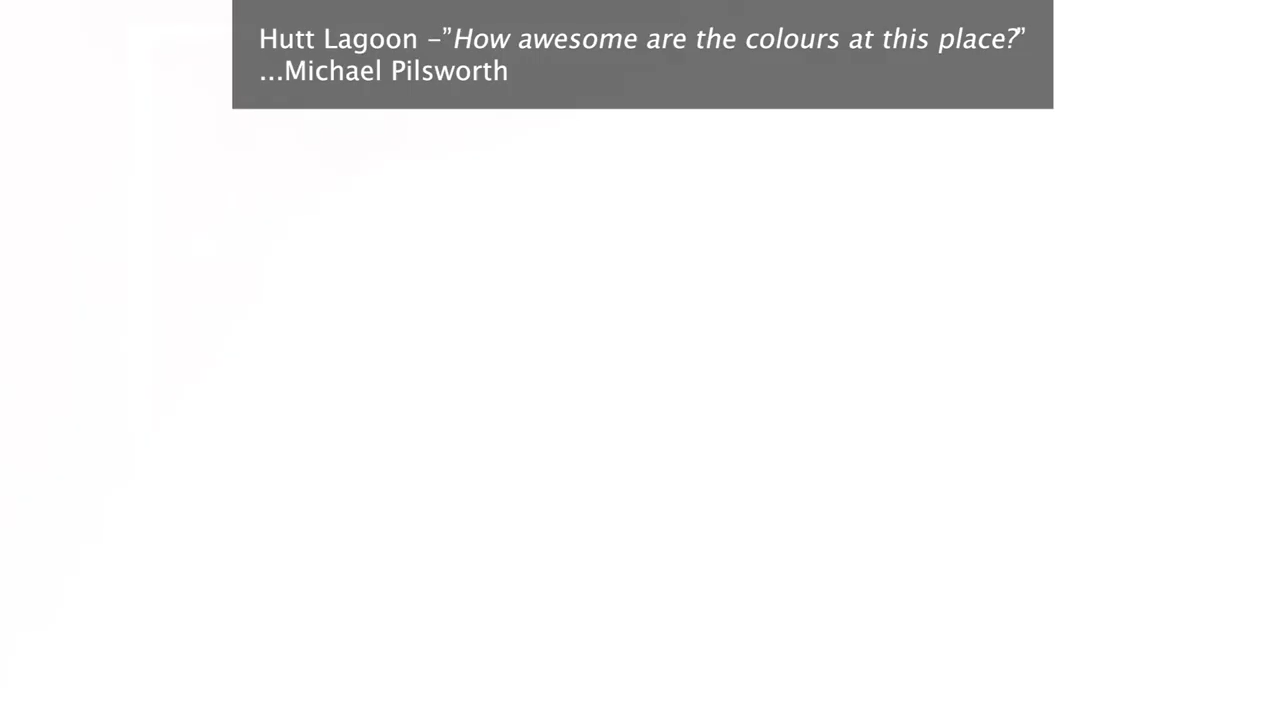 Hutt Lagoon –”How awesome are the colours at this place?”
...Michael Pilsworth